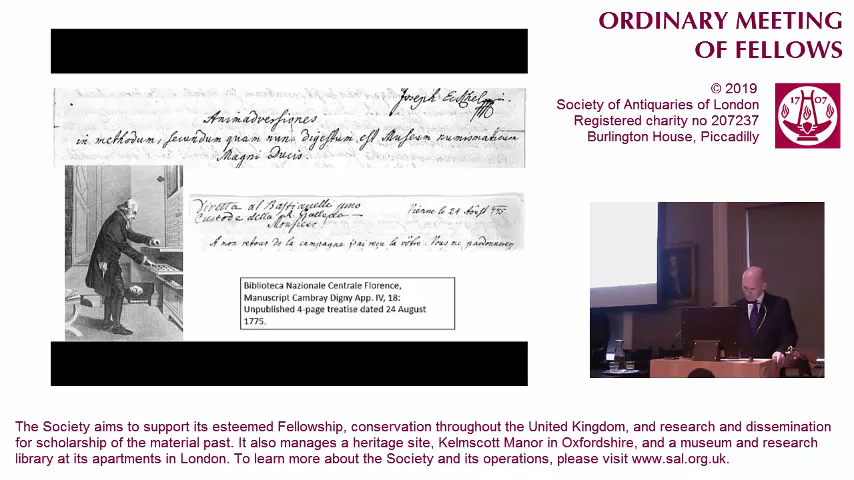 ORDINARY MEETING
OF FELLOWS
© 2019
Society of Antiquaries of London
Registered charity no 207237
Burlington House, Piccadilly
17 07
Joseph Eckhel
Animadversiones
in methodum, secundum quam nunc digestum est Museum numismaticum
Magni Ducis.
Diretta al Bastianelli
Custode della R. Galleria
Monsieur
Vienne le 24 Août 775
A mon retour de la campagne j'ai reçu la vôtre. Vous me pardonnerez
Biblioteca Nazionale Centrale Florence,
Manuscript Cambray Digny App. IV, 18:
Unpublished 4-page treatise dated 24 August
1775.
The Society aims to support its esteemed Fellowship, conservation throughout the United Kingdom, and research and dissemination
for scholarship of the material past. It also manages a heritage site, Kelmscott Manor in Oxfordshire, and a museum and research
library at its apartments in London. To learn more about the Society and its operations, please visit www.sal.org.uk.